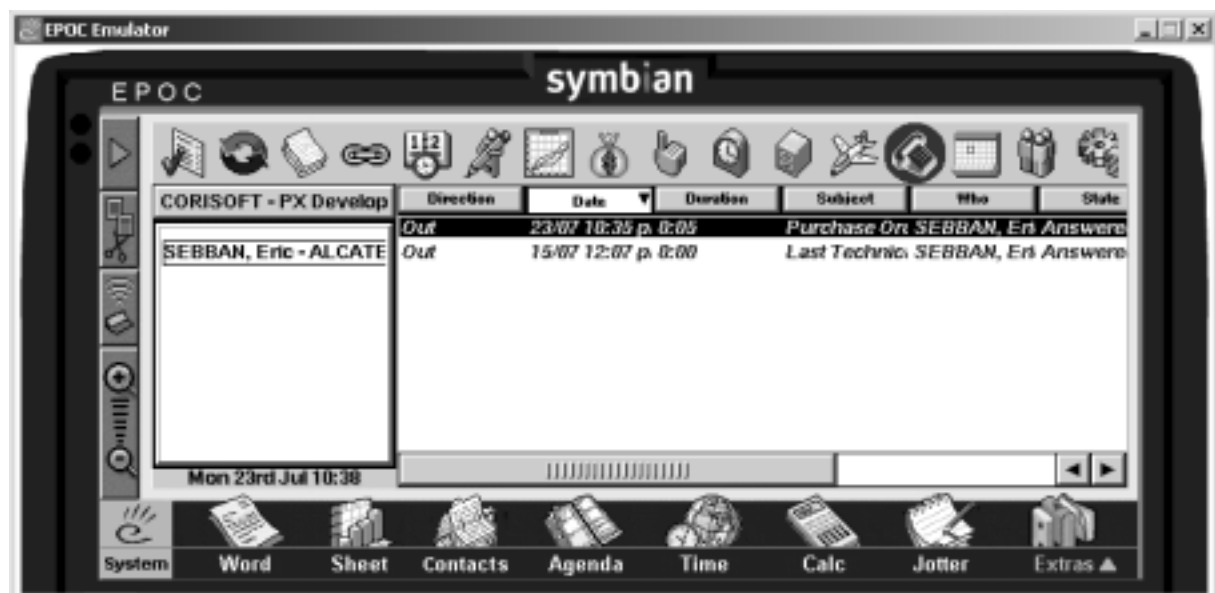 EPOC Emulator
symbian
EPOC
1 12
CORISOFT - PX Develop Direction Date Duration Subject Who State
Out 23/07 10:35 p. 0:05 Purchase Or SEBBAN, Eri Answere
SEBBAN, Eric - ALCATE Out 15/07 12:07 p. 0:00 Last Technic SEBBAN, Eri Answere
Mon 23rd Jul 10:38
System Word Sheet Contacts Agenda Time Calc Jotter Extras